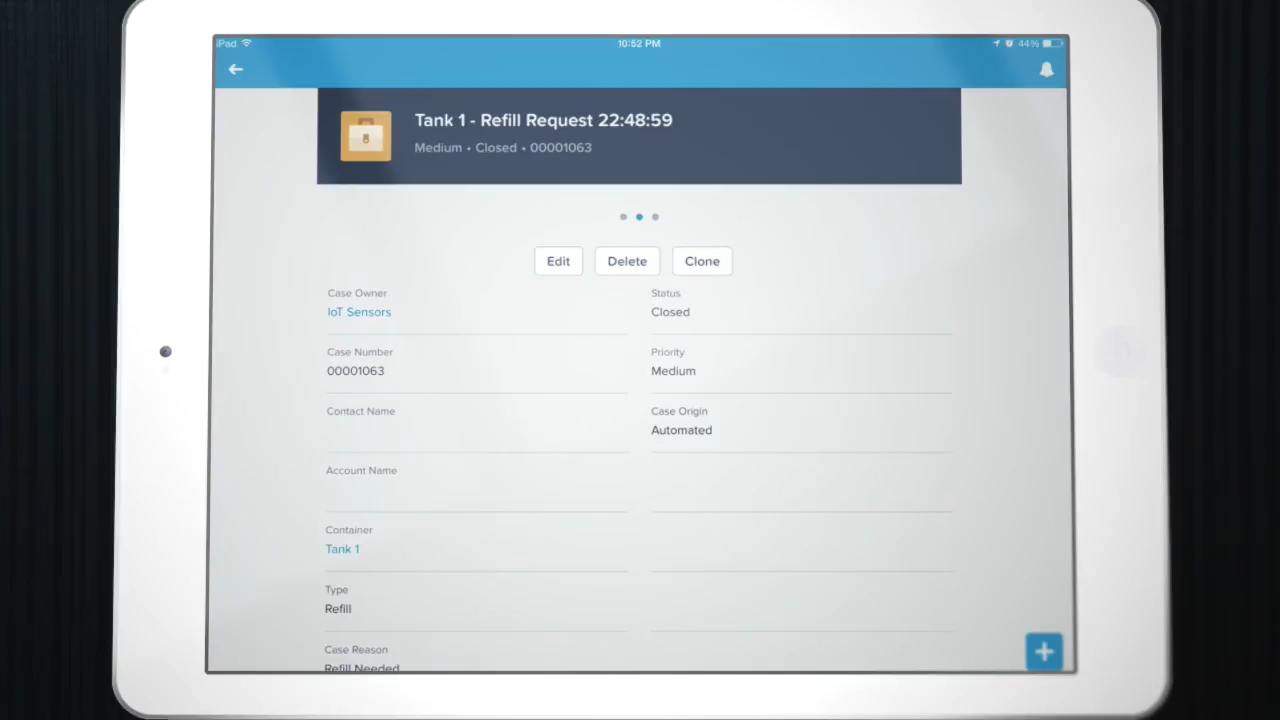 iPad 10:52 PM 44%
Tank 1 - Refill Request 22:48:59
Medium • Closed • 00001063
Edit Delete Clone
Case Owner Status
IoT Sensors Closed
Case Number Priority
00001063 Medium
Contact Name Case Origin
Automated
Account Name
Container
Tank 1
Type
Refill
Case Reason
Refill Needed